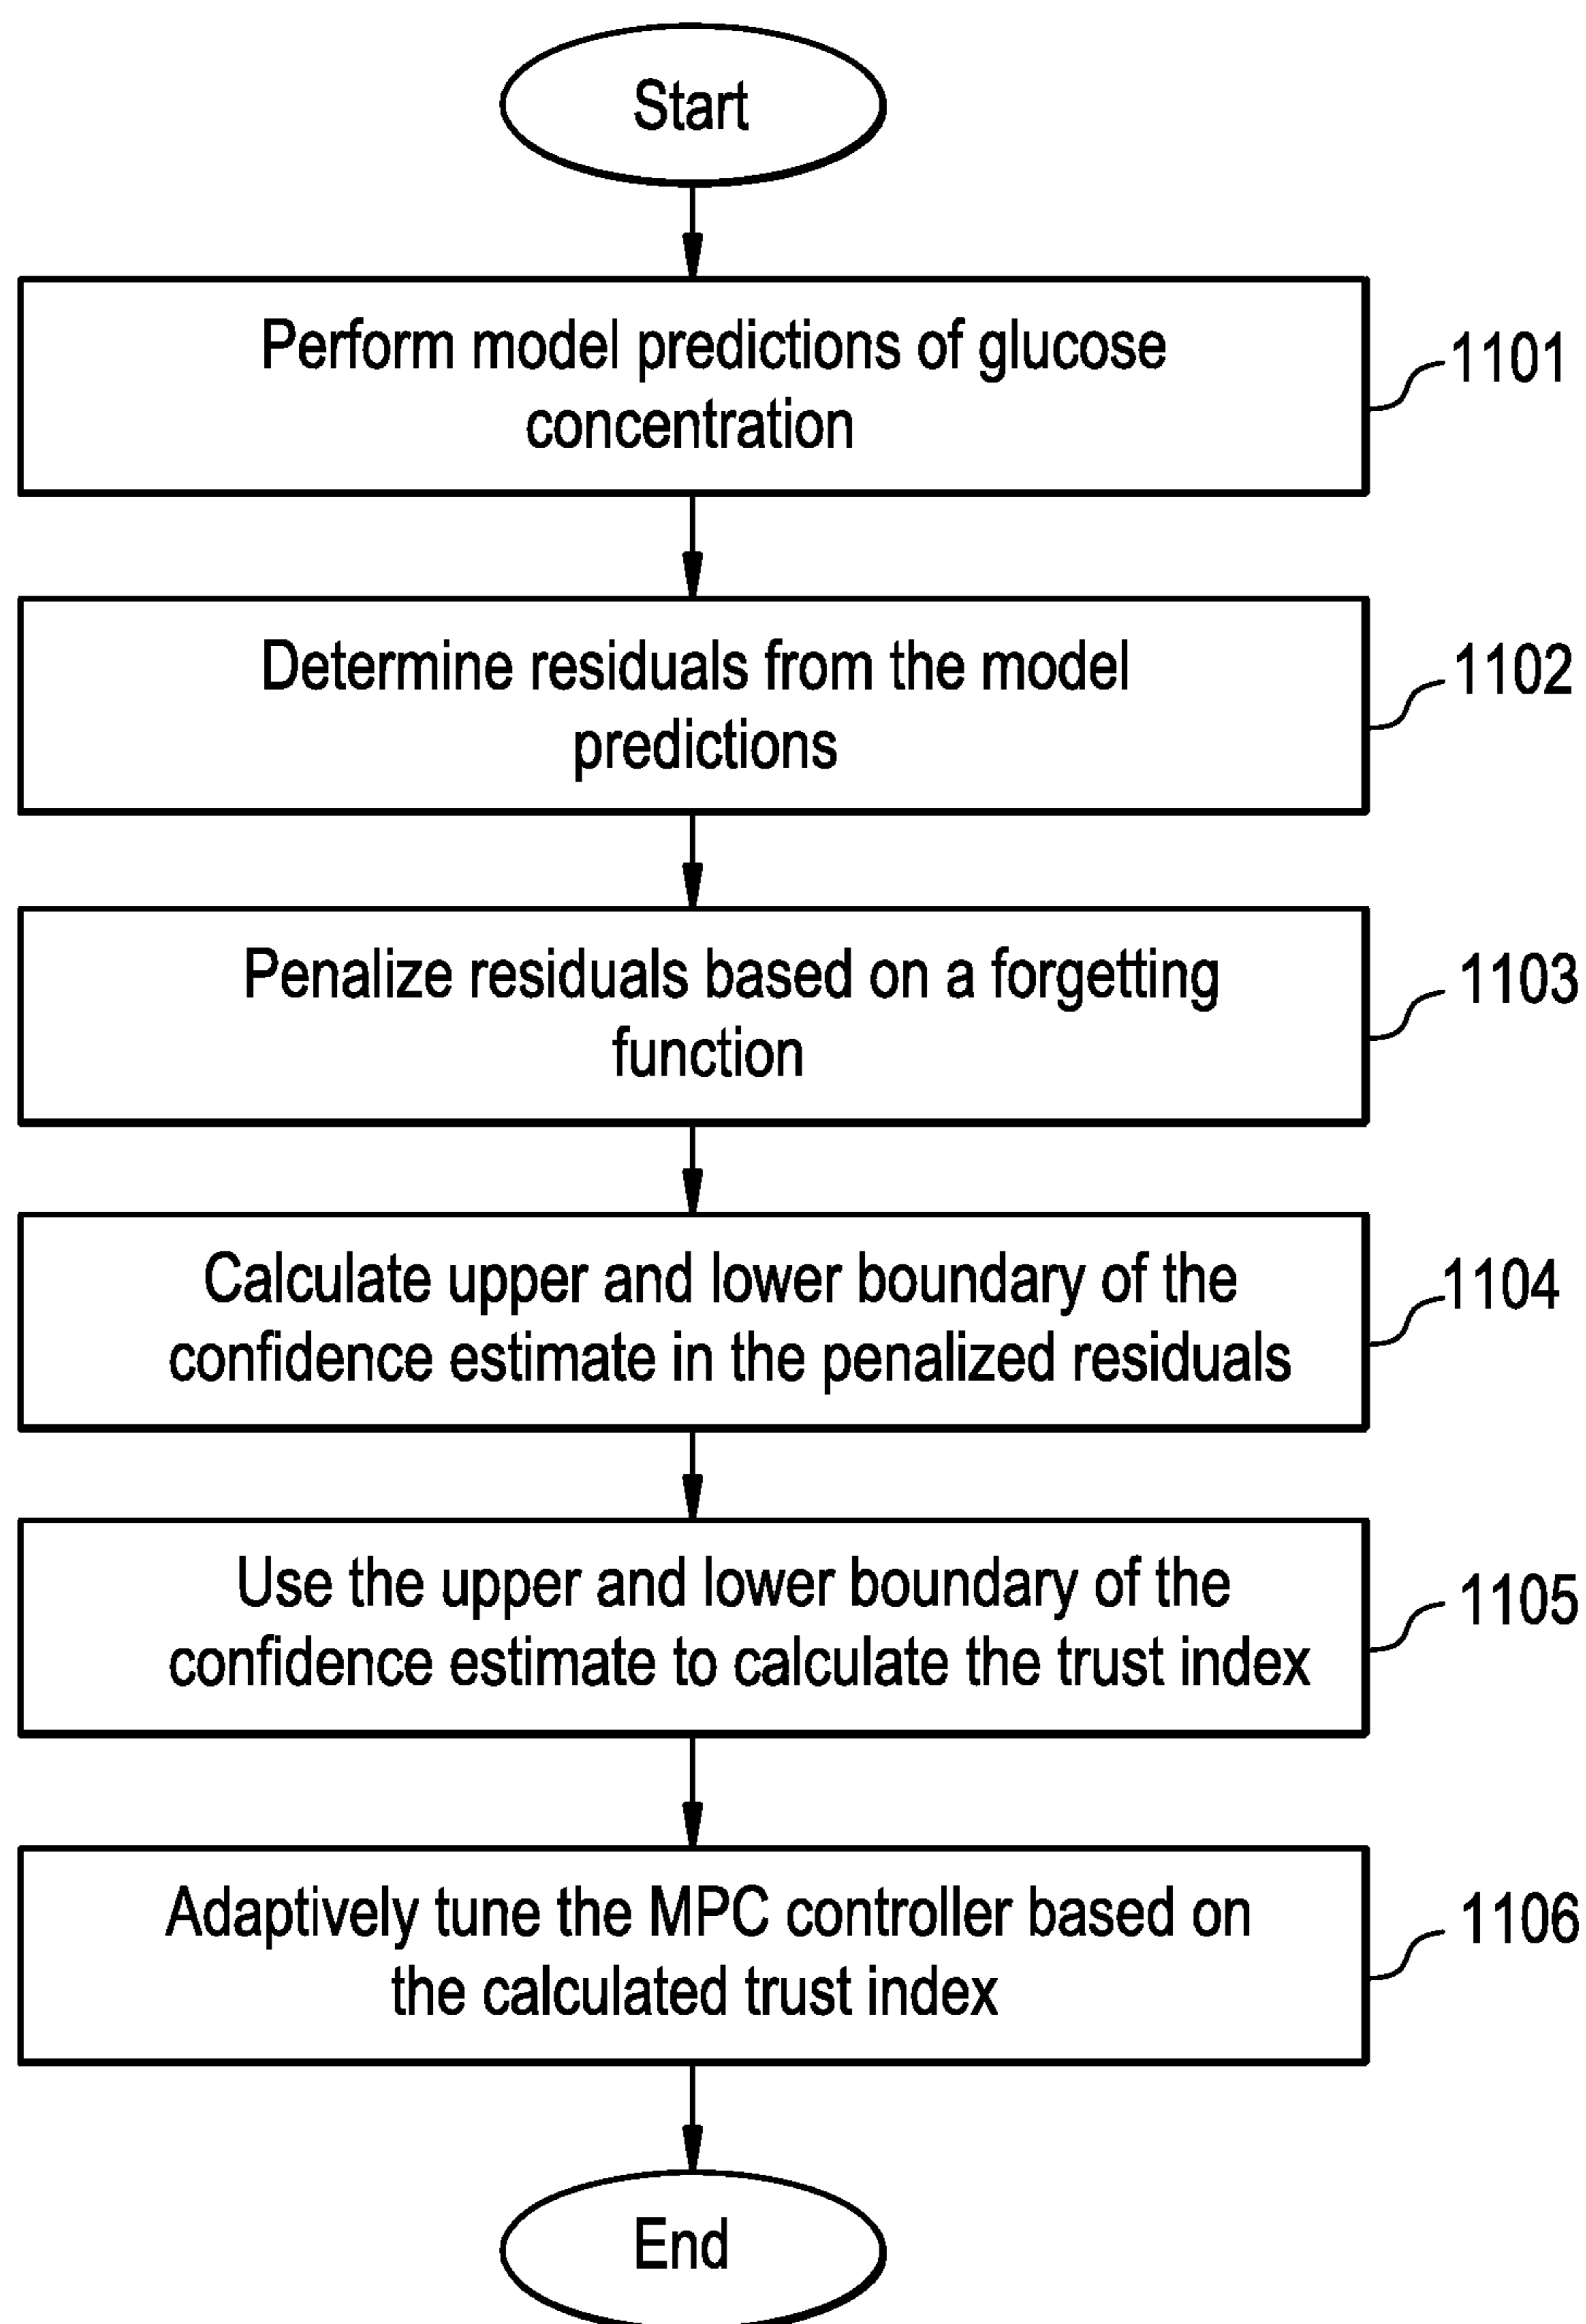 Start
Perform model predictions of glucose
concentration
1101
Determine residuals from the model
predictions
1102
Penalize residuals based on a forgetting
function
1103
Calculate upper and lower boundary of the
confidence estimate in the penalized residuals
1104
Use the upper and lower boundary of the
confidence estimate to calculate the trust index
1105
Adaptively tune the MPC controller based on
the calculated trust index
1106
End